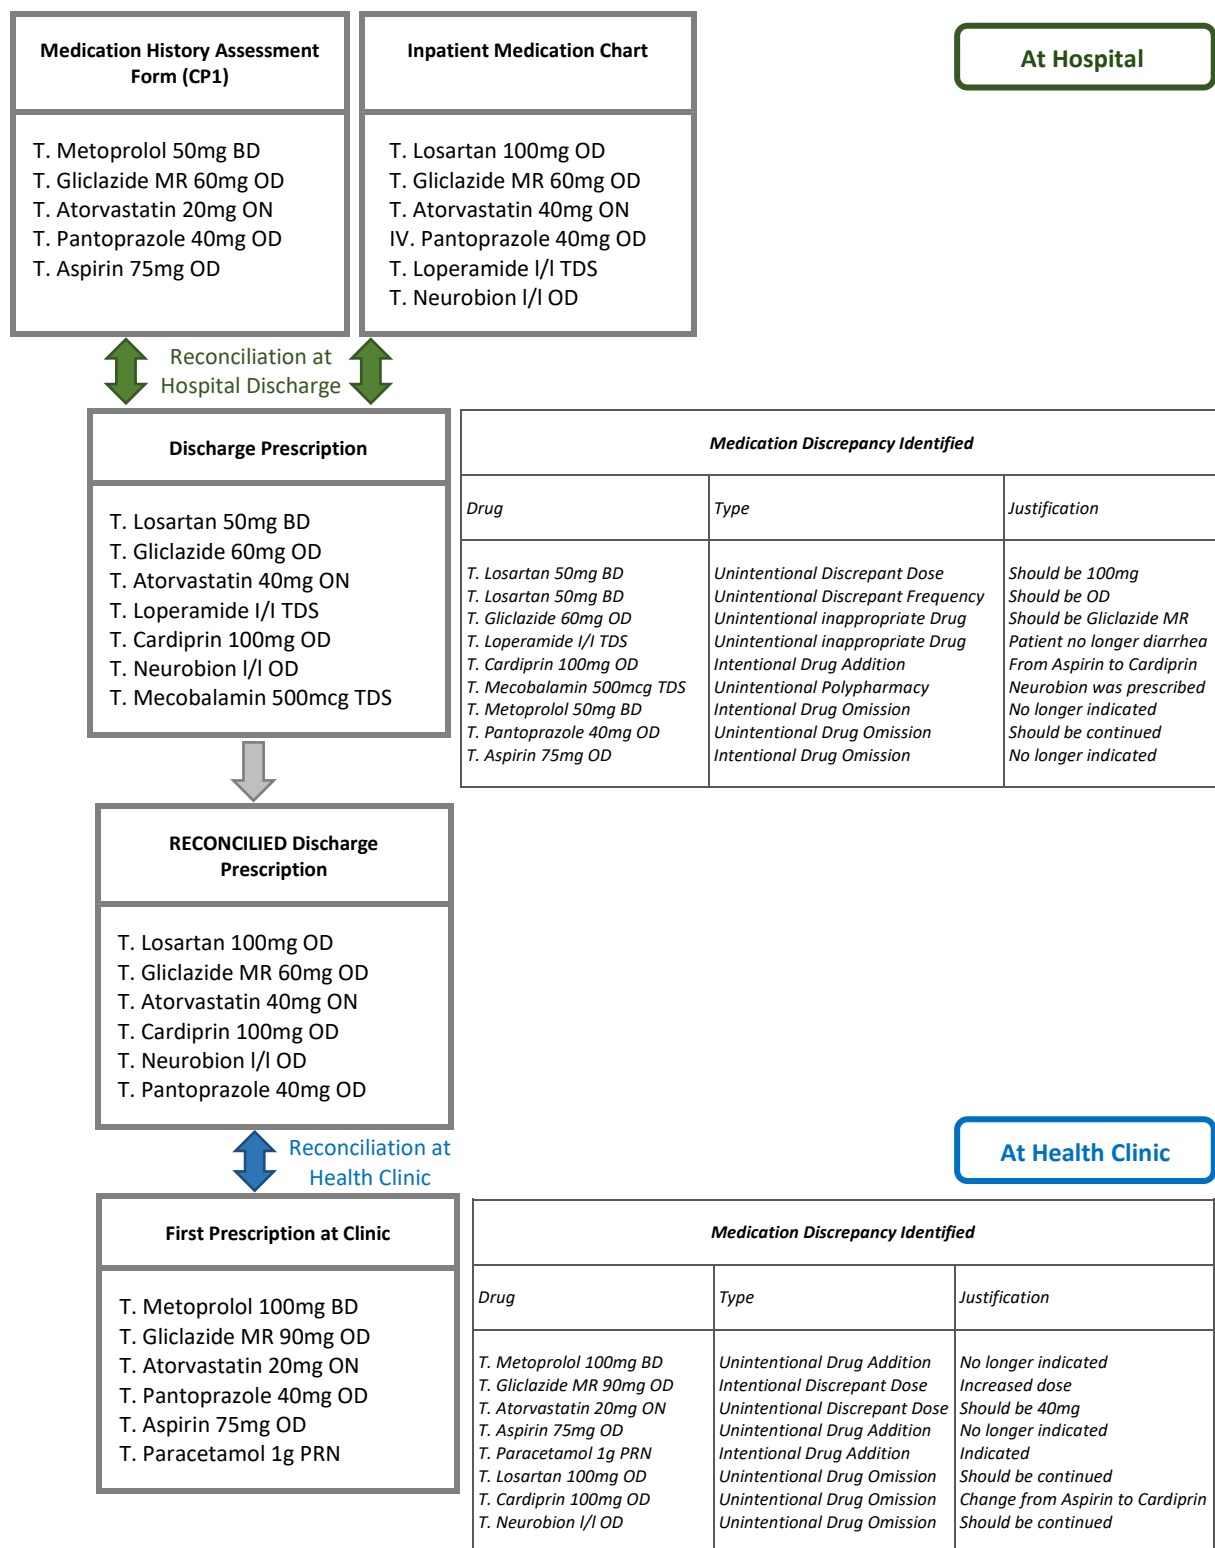 Medication History Assessment
Form (CP1)
T. Metoprolol 50mg BD
T. Gliclazide MR 60mg OD
T. Atorvastatin 20mg ON
T. Pantoprazole 40mg OD
T. Aspirin 75mg OD
Inpatient Medication Chart
T. Losartan 100mg OD
T. Gliclazide MR 60mg OD
T. Atorvastatin 40mg ON
IV. Pantoprazole 40mg OD
T. Loperamide l/l TDS
T. Neurobion l/l OD
At Hospital
Reconciliation at
Hospital Discharge
Discharge Prescription
T. Losartan 50mg BD
T. Gliclazide 60mg OD
T. Atorvastatin 40mg ON
T. Loperamide I/I TDS
T. Cardiprin 100mg OD
T. Neurobion l/l OD
T. Mecobalamin 500mcg TDS
Medication Discrepancy Identified
Drug Type Justification
T. Losartan 50mg BD Unintentional Discrepant Dose Should be 100mg
T. Losartan 50mg BD Unintentional Discrepant Frequency Should be OD
T. Gliclazide 60mg OD Unintentional inappropriate Drug Should be Gliclazide MR
T. Loperamide I/I TDS Unintentional inappropriate Drug Patient no longer diarrhea
T. Cardiprin 100mg OD Intentional Drug Addition From Aspirin to Cardiprin
T. Mecobalamin 500mcg TDS Unintentional Polypharmacy Neurobion was prescribed
T. Metoprolol 50mg BD Intentional Drug Omission No longer indicated
T. Pantoprazole 40mg OD Unintentional Drug Omission Should be continued
T. Aspirin 75mg OD Intentional Drug Omission No longer indicated
RECONCILIED Discharge
Prescription
T. Losartan 100mg OD
T. Gliclazide MR 60mg OD
T. Atorvastatin 40mg ON
T. Cardiprin 100mg OD
T. Neurobion l/l OD
T. Pantoprazole 40mg OD
Reconciliation at
Health Clinic
At Health Clinic
First Prescription at Clinic
T. Metoprolol 100mg BD
T. Gliclazide MR 90mg OD
T. Atorvastatin 20mg ON
T. Pantoprazole 40mg OD
T. Aspirin 75mg OD
T. Paracetamol 1g PRN
Medication Discrepancy Identified
Drug Type Justification
T. Metoprolol 100mg BD Unintentional Drug Addition No longer indicated
T. Gliclazide MR 90mg OD Intentional Discrepant Dose Increased dose
T. Atorvastatin 20mg ON Unintentional Discrepant Dose Should be 40mg
T. Aspirin 75mg OD Unintentional Drug Addition No longer indicated
T. Paracetamol 1g PRN Intentional Drug Addition Indicated
T. Losartan 100mg OD Unintentional Drug Omission Should be continued
T. Cardiprin 100mg OD Unintentional Drug Omission Change from Aspirin to Cardiprin
T. Neurobion l/l OD Unintentional Drug Omission Should be continued